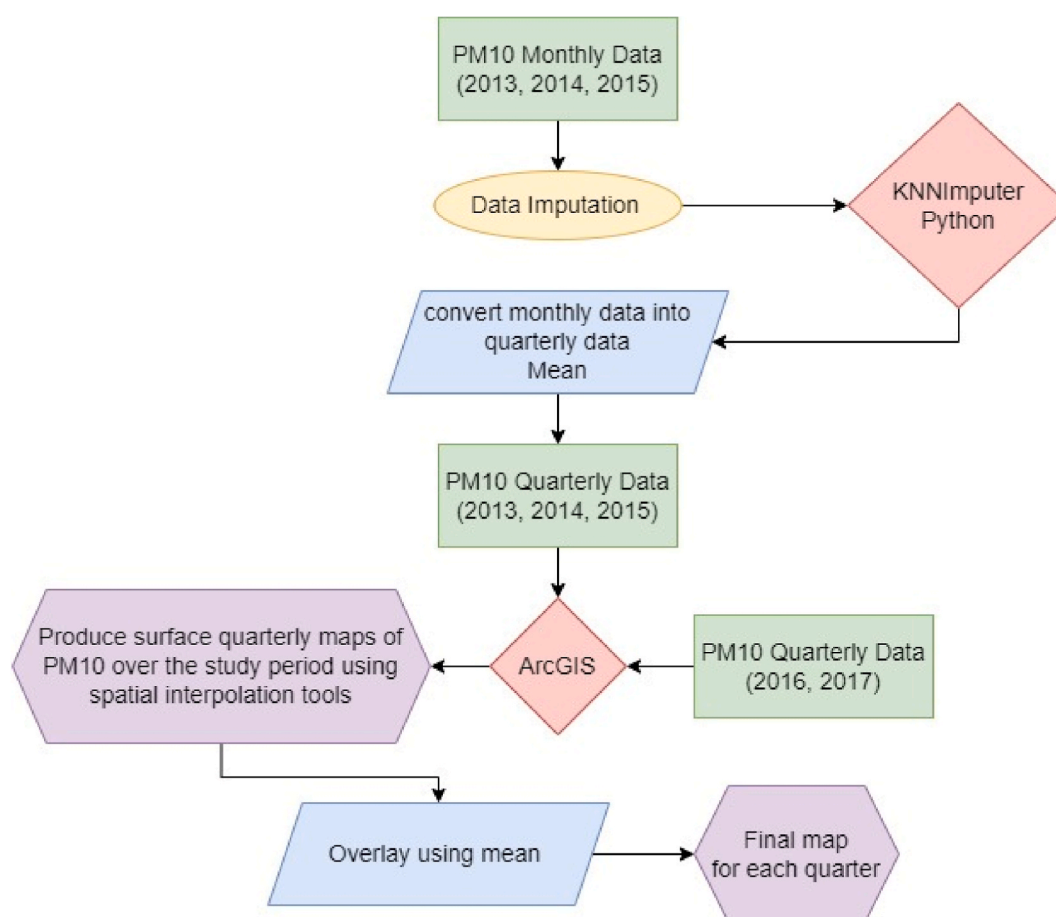 PM10 Monthly Data
(2013, 2014, 2015)
Data Imputation
KNNImputer
Python
convert monthly data into
quarterly data
Mean
PM10 Quarterly Data
(2013, 2014, 2015)
Produce surface quarterly maps of
PM10 over the study period using
spatial interpolation tools
ArcGIS
PM10 Quarterly Data
(2016, 2017)
Overlay using mean
Final map
for each quarter